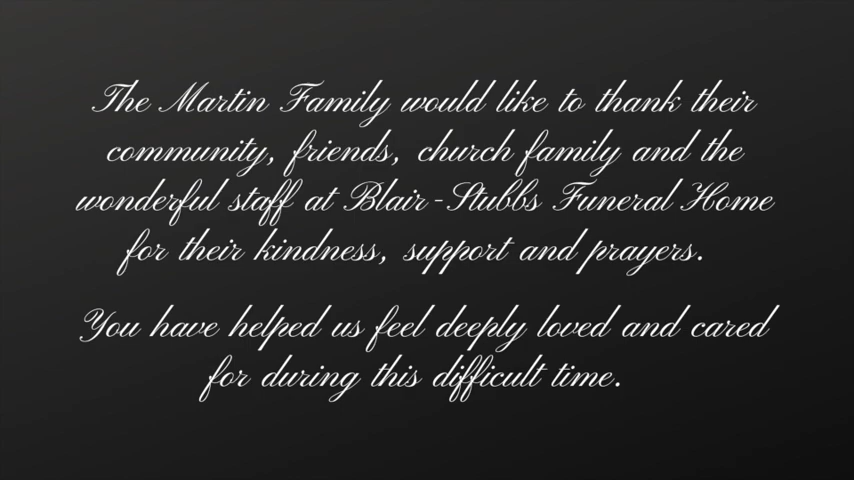 The Martin Family would like to thank their
community, friends, church family and the
wonderful staff at Blair-Stubbs Funeral Home
for their kindness, support and prayers.
You have helped us feel deeply loved and cared
for during this difficult time.